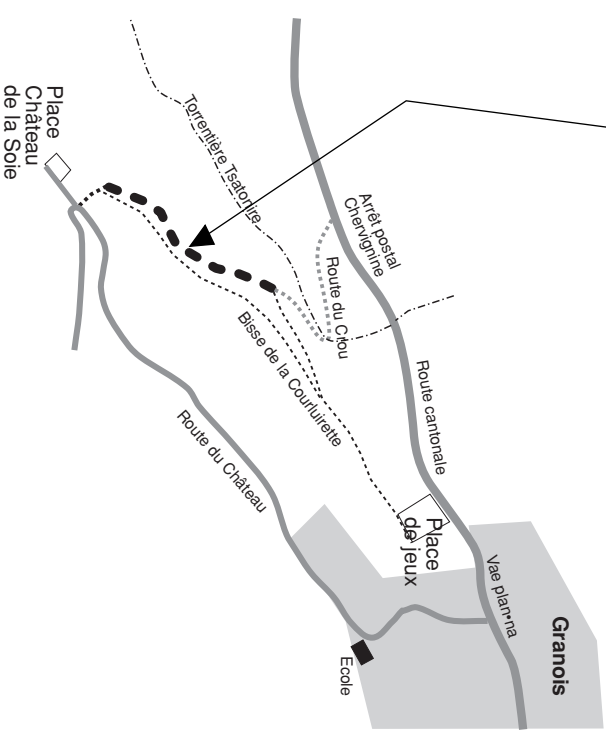 Place
Château
de la Soie
Torrentière Tsatonire
Arrêt postal
Chervignine
Route du Crou
Bisse de la Courluirette
Route cantonale
Route du Château
Place
de jeux
Vae plan•na
Granois
Ecole